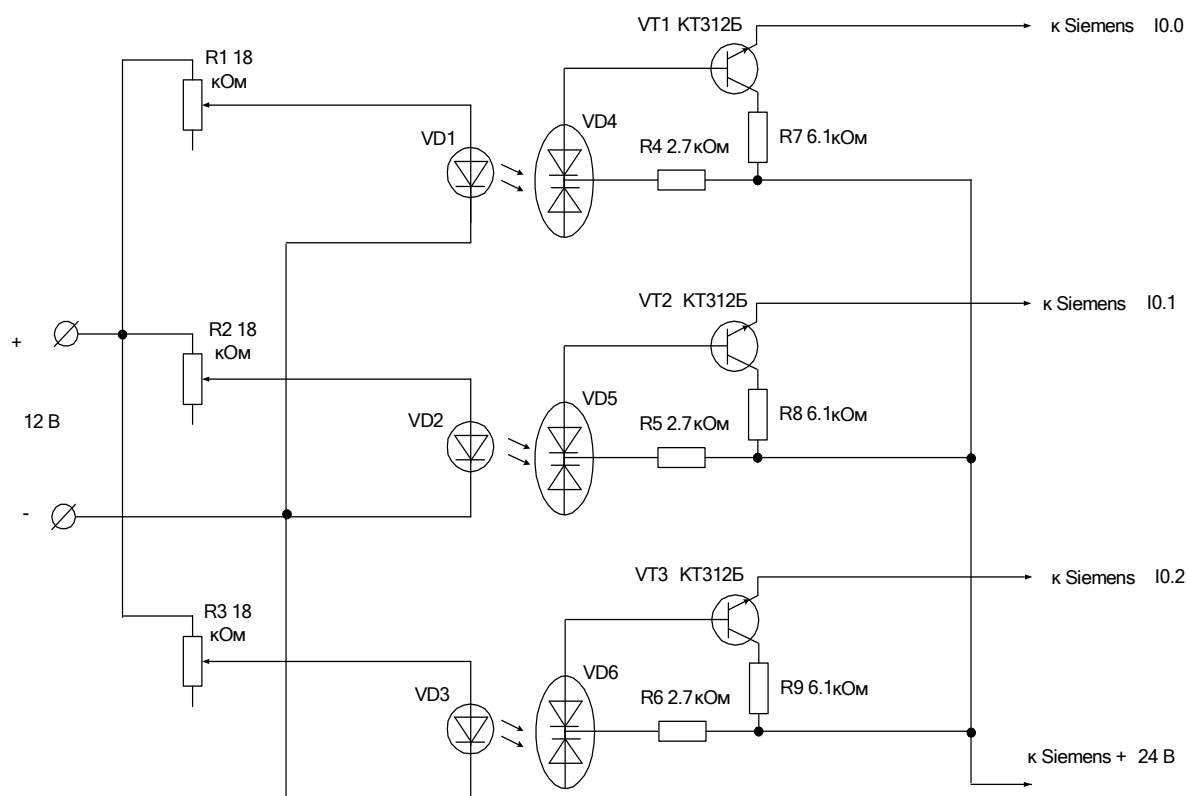 VT1 КТ312Б
к Siemens I0.0
R1 18
кОм
VD1
VD4
R4 2.7кОм
R7 6.1кОм
VT2 КТ312Б
к Siemens I0.1
R2 18
кОм
+
12 В
-
VD2
VD5
R5 2.7кОм
R8 6.1кОм
VT3 КТ312Б
к Siemens I0.2
R3 18
кОм
VD3
VD6
R6 2.7кОм
R9 6.1кОм
к Siemens + 24 В